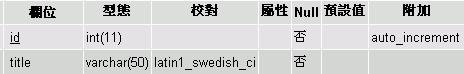 欄位 型態 校對 屬性 Null 預設值 附加
id int(11) 否 auto_increment
title varchar(50) latin1_swedish_ci 否